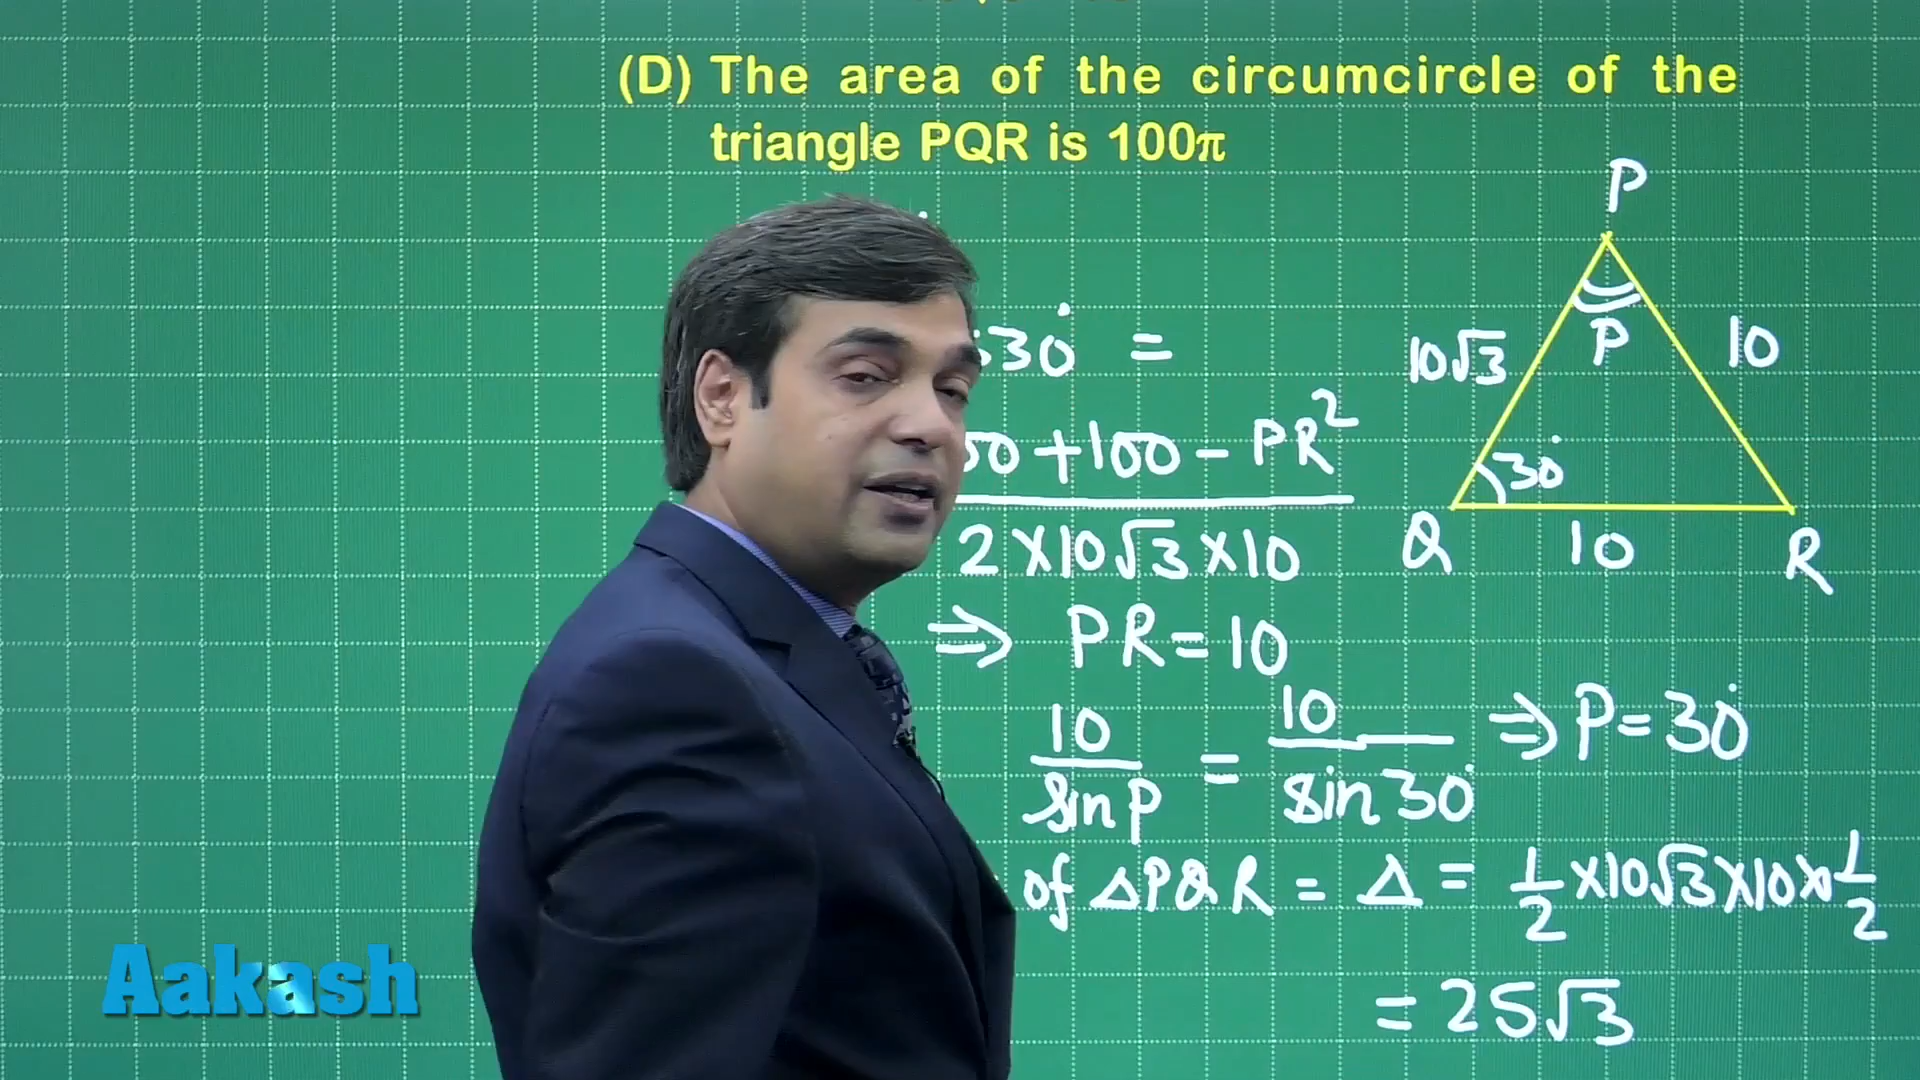 (D) The area of the circumcircle of the
triangle PQR is 100π
P
30° =
P
10√3
10
+100 - PR²
30°
2×10√3×10
Q
10
R
⇒ PR=10
10/sin P = 10/sin 30° ⇒ P=30°
of △PQR = △ = 1/2 ×10√3×10×1/2
= 25√3
Aakash